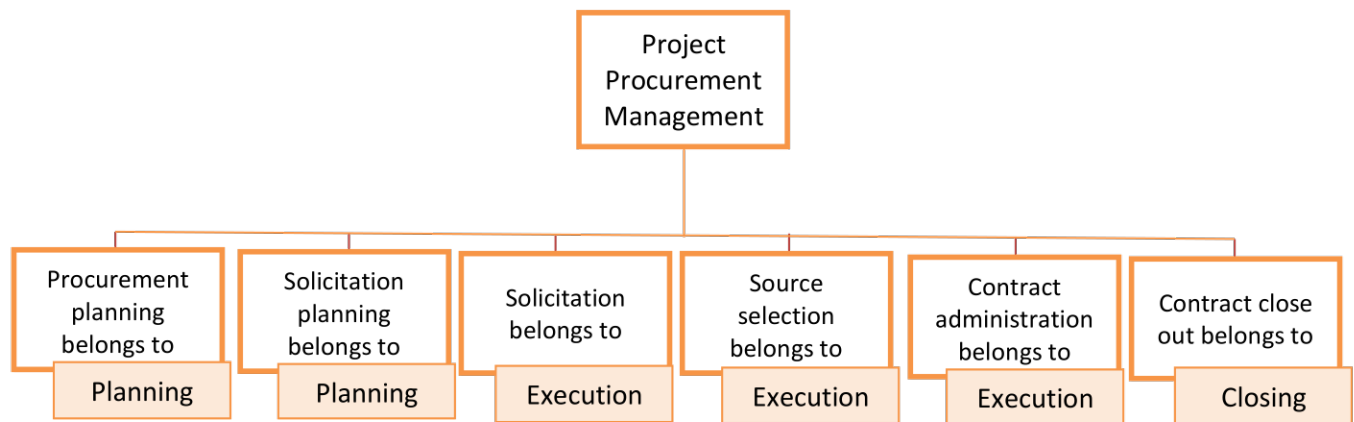 Project
Procurement
Management
Procurement
planning
belongs to
Planning
Solicitation
planning
belongs to
Planning
Solicitation
belongs to
Execution
Source
selection
belongs to
Execution
Contract
administration
belongs to
Execution
Contract close
out belongs to
Closing